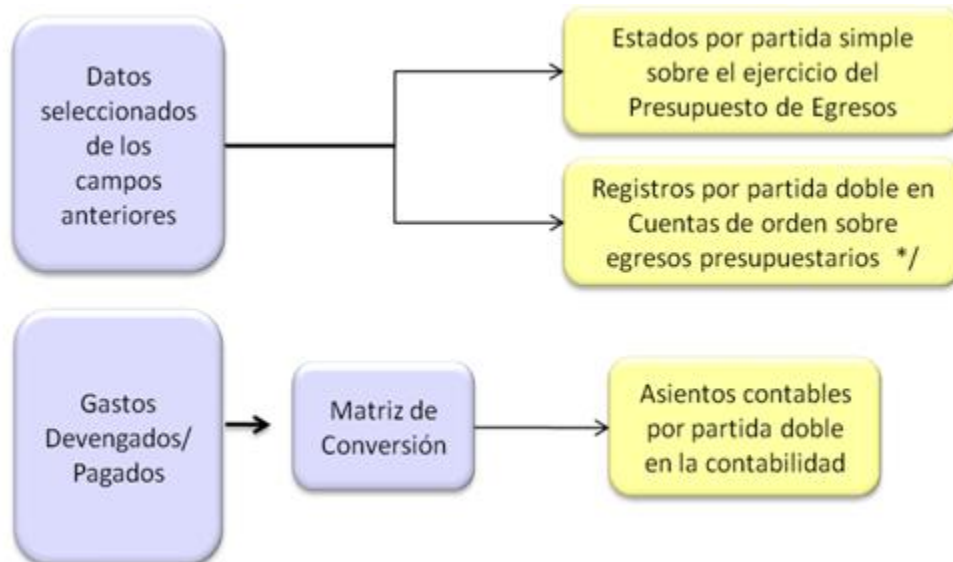 Datos
seleccionados
de los
campos
anteriores
Estados por partida simple
sobre el ejercicio del
Presupuesto de Egresos
Registros por partida doble en
Cuentas de orden sobre
egresos presupuestarios */
Gastos
Devengados/
Pagados
Matriz de
Conversión
Asientos contables
por partida doble
en la contabilidad